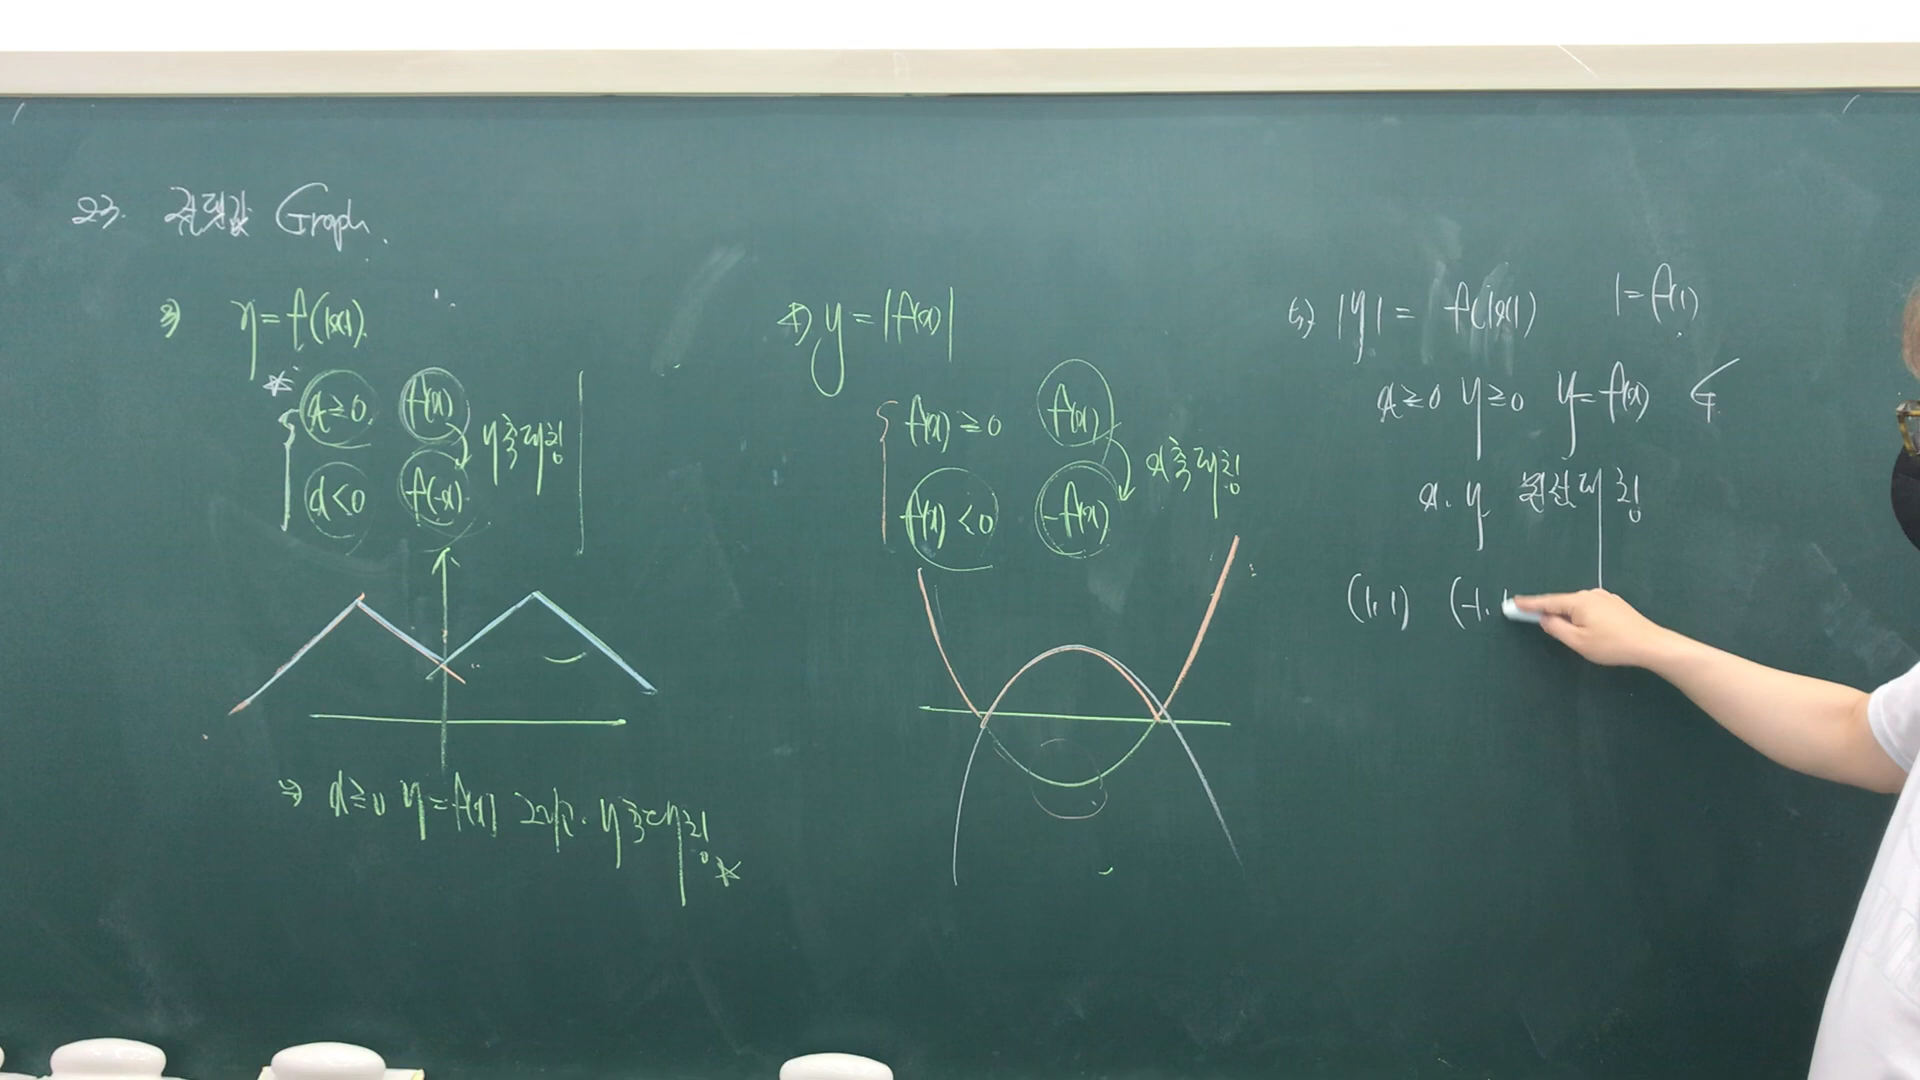 23. 절댓값 Graph.
3) y=f(|x|).
x≥0 f(x)
x<0 f(-x)
y축대칭
⇒ x≥0 y=f(x) 그리고. y축대칭
4) y=|f(x)|
f(x)≥0 f(x)
f(x)<0 -f(x)
x축대칭
5) |y|= f(|x|) 1=f(1)
x≥0 y≥0 y=f(x) G.
x. y 원점대칭
(1, 1) (-1, 1